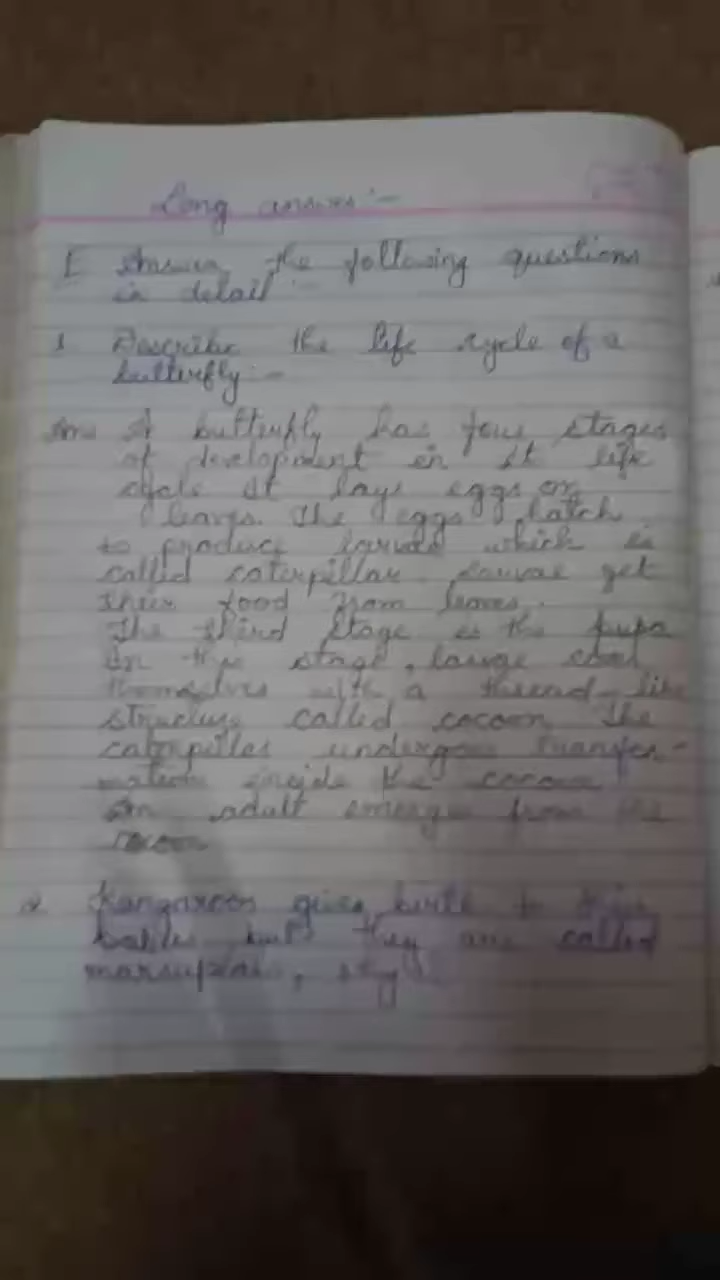 Long answer :-
I Answer the following questions
in detail :-
1 Describe the life cycle of a
butterfly :-
Ans A butterfly has four stages
of development in it life
cycle It lays eggs on
leaves. The eggs hatch
to produce larvae which is
called caterpillar. Larvae get
their food from leaves.
The third stage is the pupa
In this stage, larvae cover
themselves with a thread-like
structure called cocoon. The
caterpillar undergoes transfor-
mation inside the cocoon
An adult emerges from the
cocoon
2 Kangaroos gives birth to their
babies but they are called
marsupials,